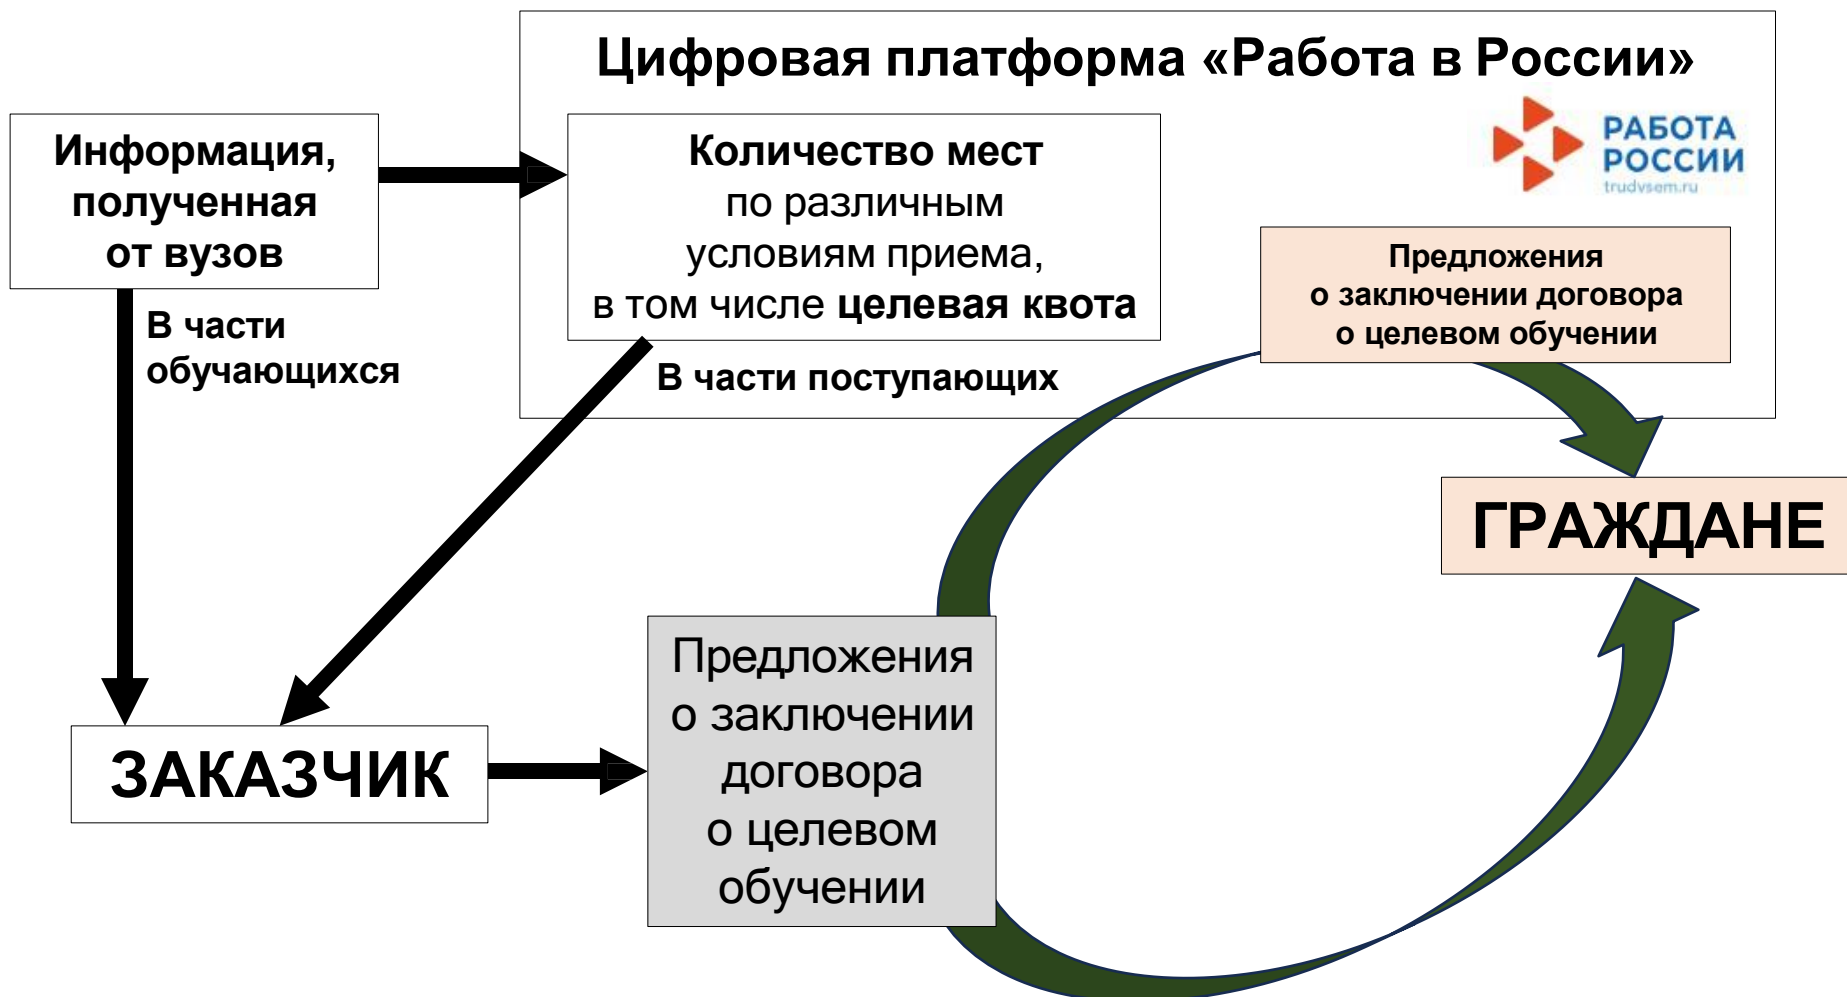 Цифровая платформа «Работа в России»
Информация,
полученная
от вузов
Количество мест
по различным
условиям приема,
в том числе целевая квота
РАБОТА
РОССИИ
trudvsem.ru
Предложения
о заключении договора
о целевом обучении
В части
обучающихся
В части поступающих
ГРАЖДАНЕ
ЗАКАЗЧИК
Предложения
о заключении
договора
о целевом
обучении